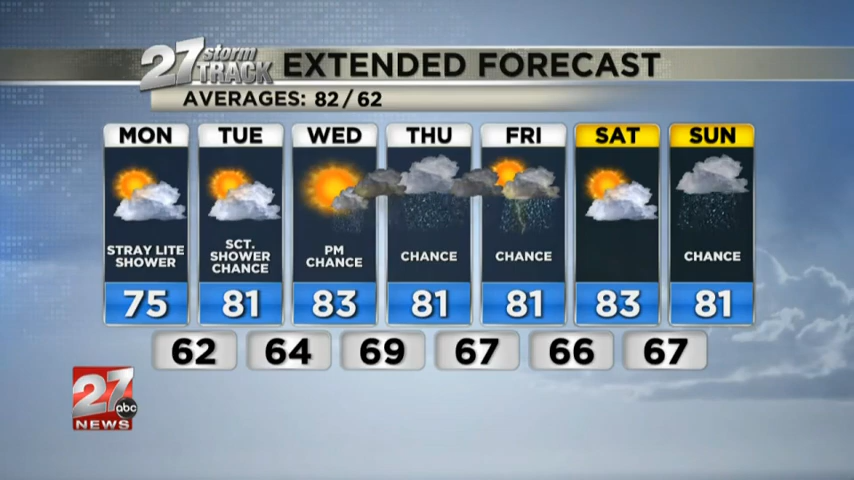 27 storm TRACK EXTENDED FORECAST
AVERAGES: 82/62
MON TUE WED THU FRI SAT SUN
STRAY LITE
SHOWER
SCT.
SHOWER
CHANCE
PM
CHANCE
CHANCE
CHANCE
CHANCE
75 81 83 81 81 83 81
62 64 69 67 66 67
27
abc
NEWS